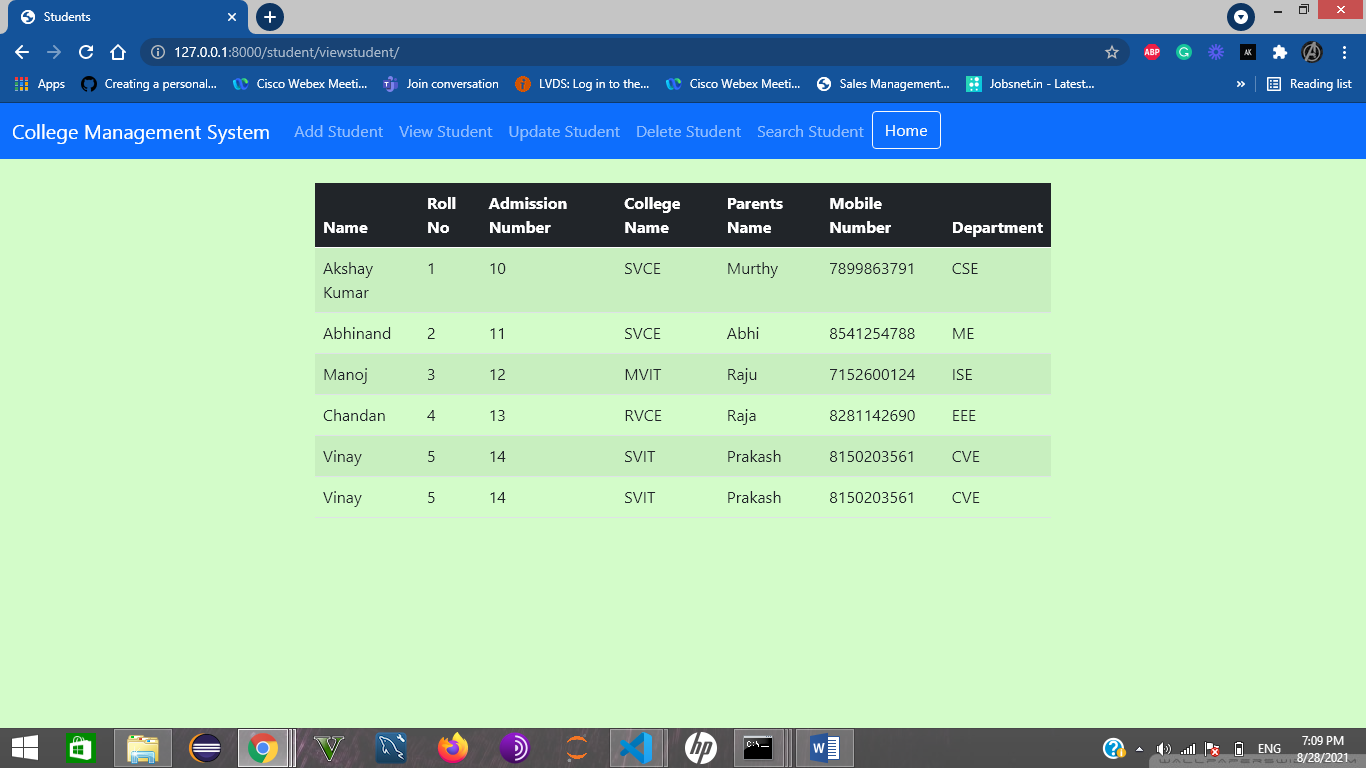 Students
127.0.0.1:8000/student/viewstudent/
ABP
AK
Apps Creating a personal... Cisco Webex Meeti... Join conversation LVDS: Log in to the... Cisco Webex Meeti... Sales Management... Jobsnet.in - Latest... » Reading list
College Management System Add Student View Student Update Student Delete Student Search Student Home
Name Roll No Admission Number College Name Parents Name Mobile Number Department
Akshay Kumar 1 10 SVCE Murthy 7899863791 CSE
Abhinand 2 11 SVCE Abhi 8541254788 ME
Manoj 3 12 MVIT Raju 7152600124 ISE
Chandan 4 13 RVCE Raja 8281142690 EEE
Vinay 5 14 SVIT Prakash 8150203561 CVE
Vinay 5 14 SVIT Prakash 8150203561 CVE
ENG
7:09 PM
8/28/2021